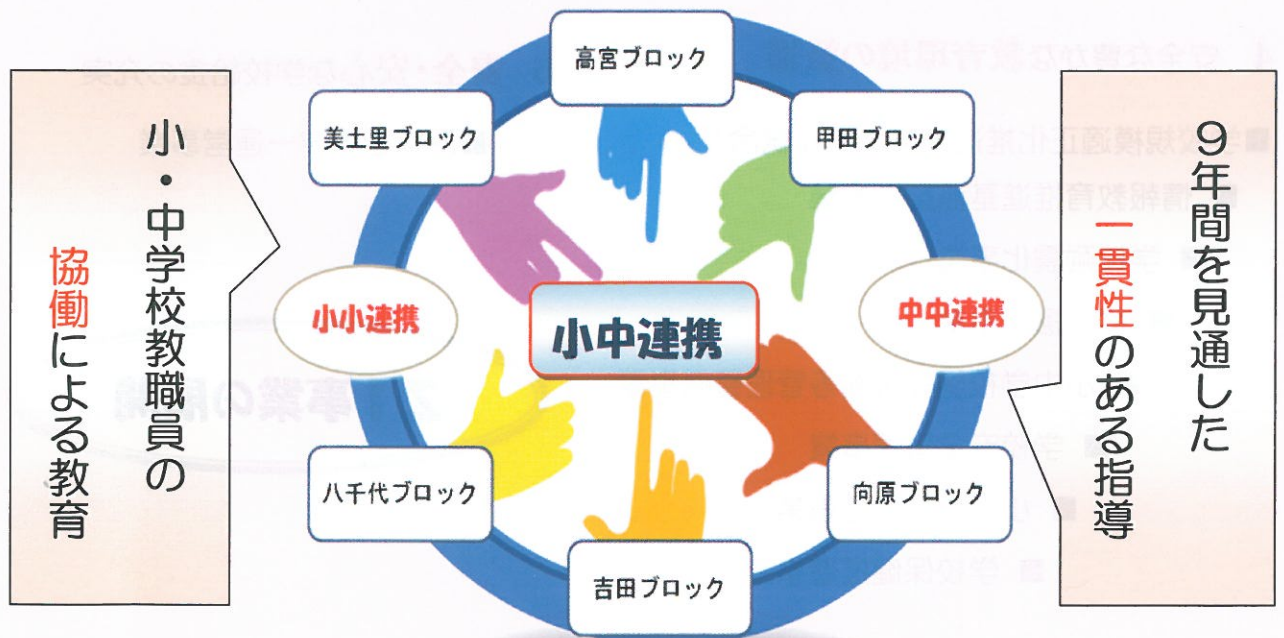 高宮ブロック
美土里ブロック
甲田ブロック
小・中学校教職員の
協働による教育
9年間を見通した
一貫性のある指導
小小連携
小中連携
中中連携
八千代ブロック
向原ブロック
吉田ブロック